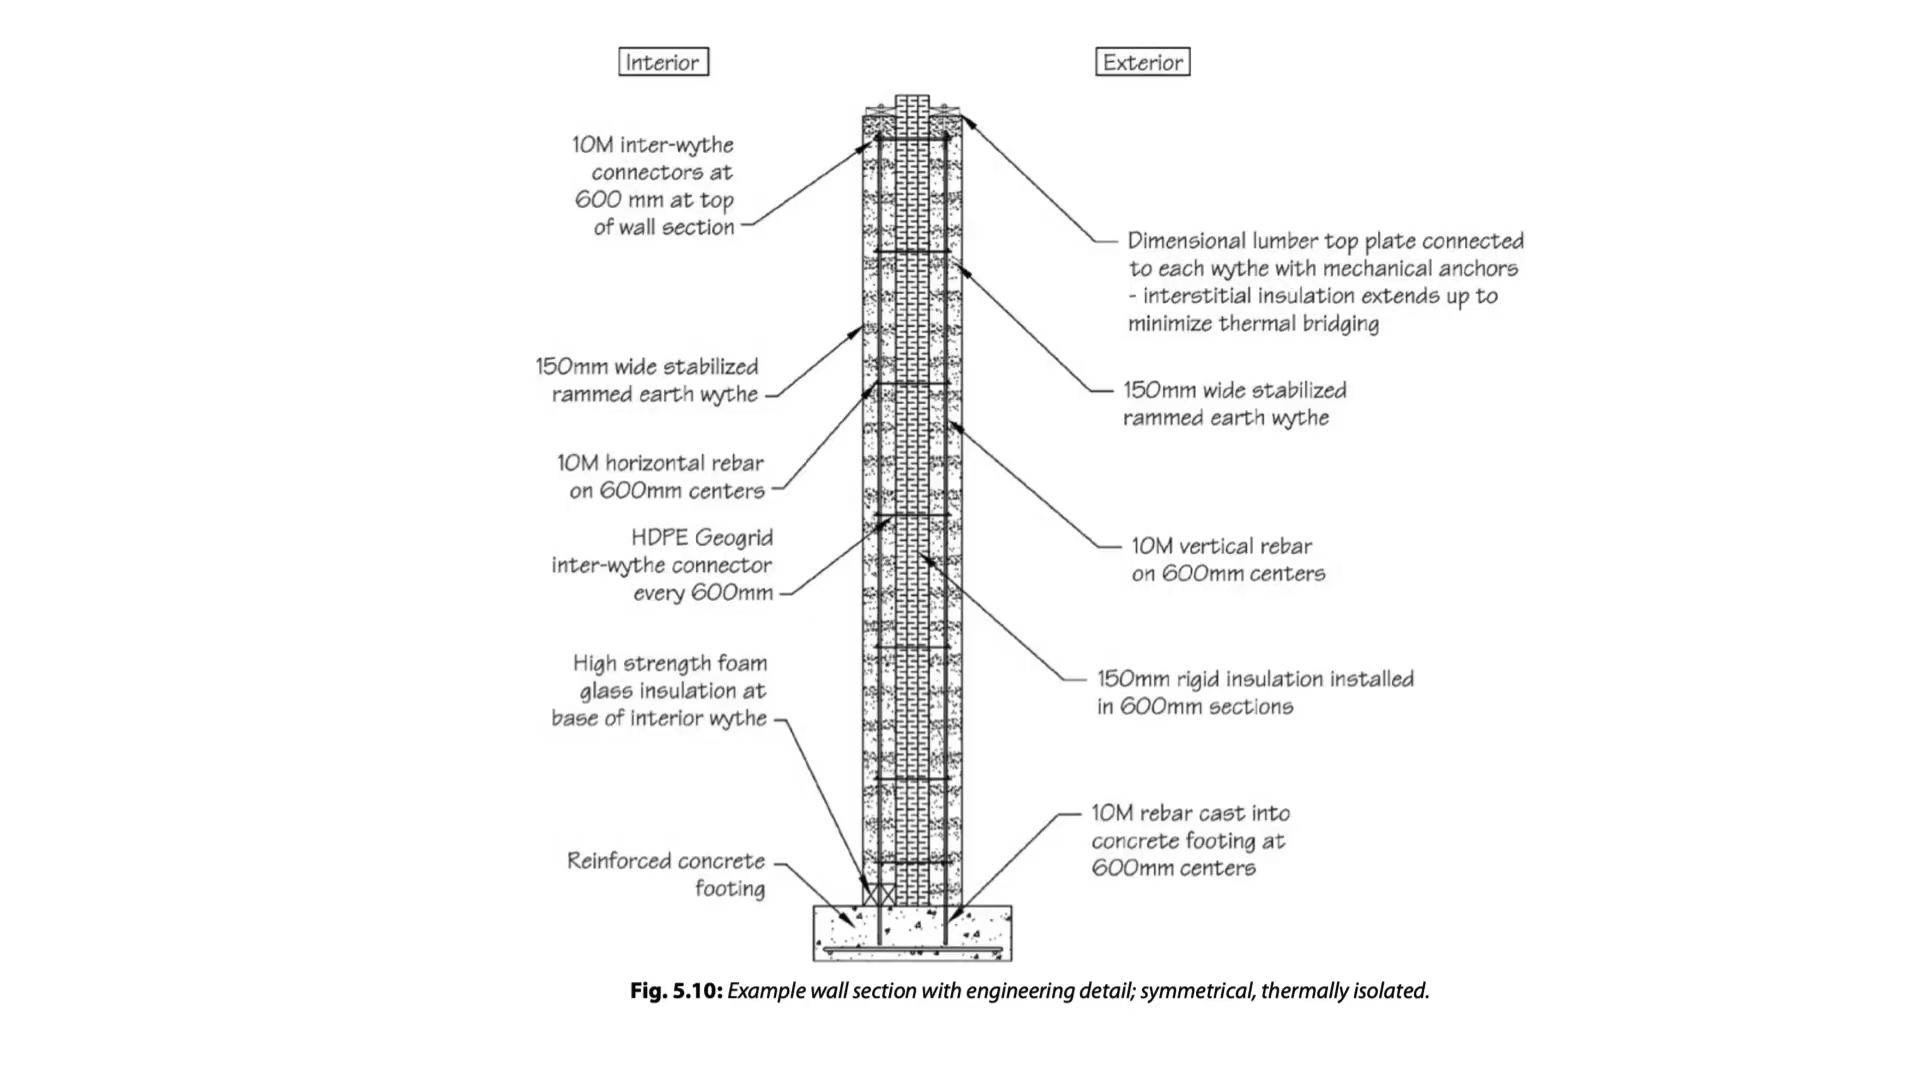 Interior
Exterior
10M inter-wythe
connectors at
600 mm at top
of wall section
150mm wide stabilized
rammed earth wythe
10M horizontal rebar
on 600mm centers
HDPE Geogrid
inter-wythe connector
every 600mm
High strength foam
glass insulation at
base of interior wythe
Reinforced concrete
footing
Dimensional lumber top plate connected
to each wythe with mechanical anchors
- interstitial insulation extends up to
minimize thermal bridging
150mm wide stabilized
rammed earth wythe
10M vertical rebar
on 600mm centers
150mm rigid insulation installed
in 600mm sections
10M rebar cast into
concrete footing at
600mm centers
Fig. 5.10: Example wall section with engineering detail; symmetrical, thermally isolated.